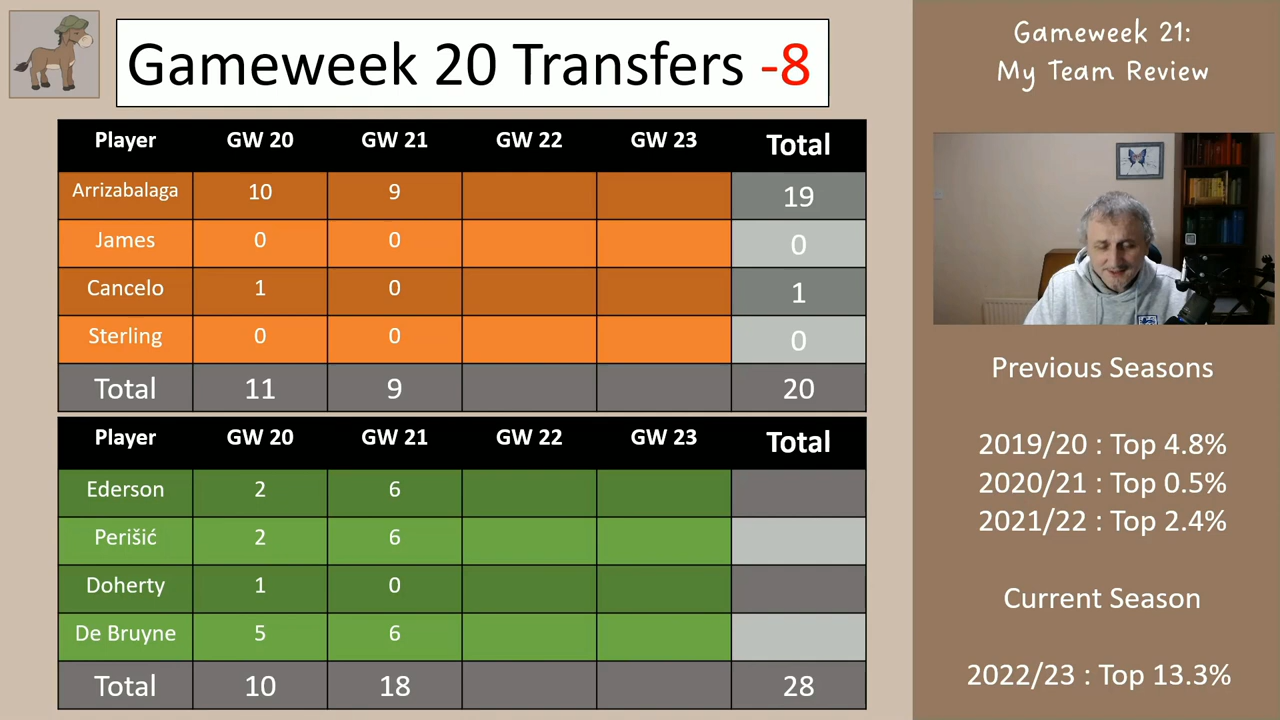 Gameweek 20 Transfers -8
Player GW 20 GW 21 GW 22 GW 23 Total
Arrizabalaga 10 9 19
James 0 0 0
Cancelo 1 0 1
Sterling 0 0 0
Total 11 9 20
Player GW 20 GW 21 GW 22 GW 23 Total
Ederson 2 6
Perišić 2 6
Doherty 1 0
De Bruyne 5 6
Total 10 18 28
Gameweek 21:
My Team Review
Previous Seasons
2019/20 : Top 4.8%
2020/21 : Top 0.5%
2021/22 : Top 2.4%
Current Season
2022/23 : Top 13.3%